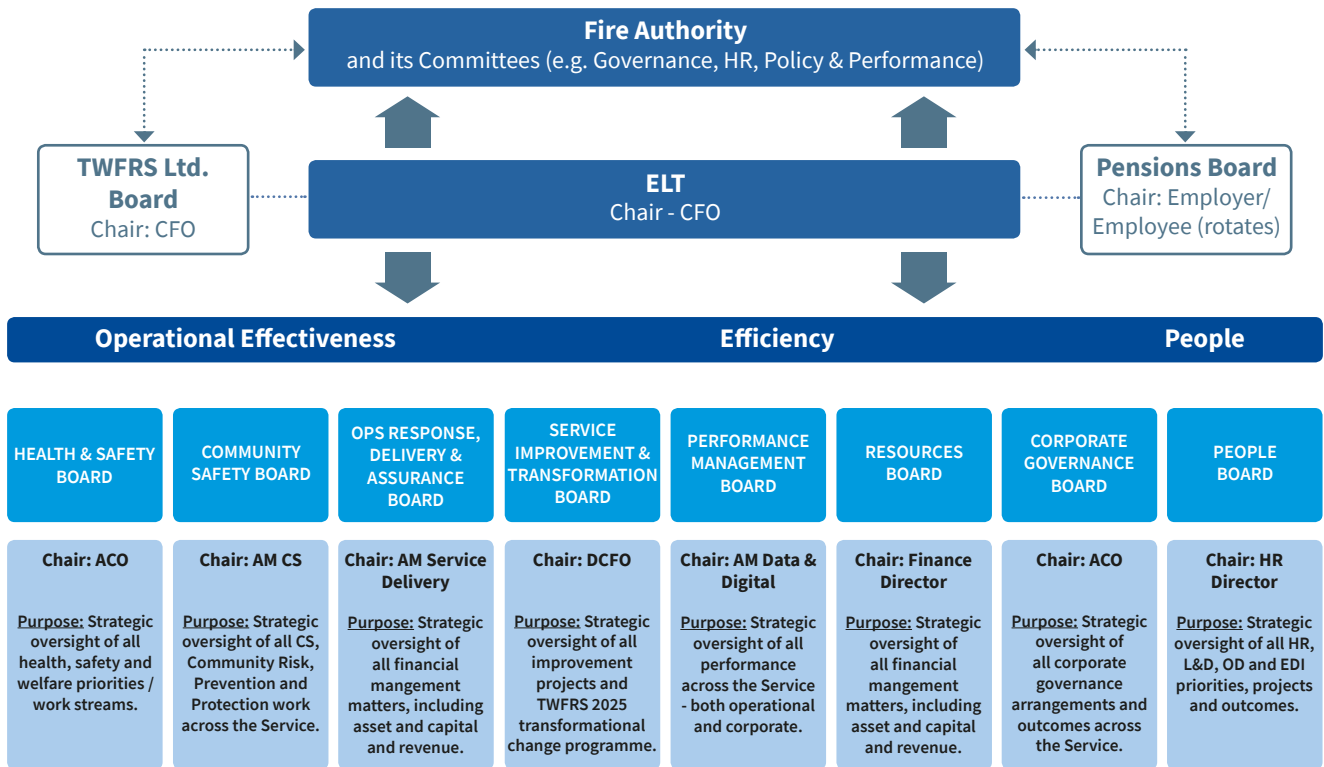 Fire Authority
and its Committees (e.g. Governance, HR, Policy & Performance)
TWFRS Ltd.
Board
Chair: CFO
ELT
Chair - CFO
Pensions Board
Chair: Employer/
Employee (rotates)
Operational Effectiveness
Efficiency
People
HEALTH & SAFETY
BOARD
COMMUNITY
SAFETY BOARD
OPS RESPONSE,
DELIVERY &
ASSURANCE
BOARD
SERVICE
IMPROVEMENT &
TRANSFORMATION
BOARD
PERFORMANCE
MANAGEMENT
BOARD
RESOURCES
BOARD
CORPORATE
GOVERNANCE
BOARD
PEOPLE
BOARD
Chair: ACO
Purpose: Strategic
oversight of all
health, safety and
welfare priorities /
work streams.
Chair: AM CS
Purpose: Strategic
oversight of all CS,
Community Risk,
Prevention and
Protection work
across the Service.
Chair: AM Service
Delivery
Purpose: Strategic
oversight of
all financial
mangement
matters, including
asset and capital
and revenue.
Chair: DCFO
Purpose: Strategic
oversight of all
improvement
projects and
TWFRS 2025
transformational
change programme.
Chair: AM Data &
Digital
Purpose: Strategic
oversight of all
performance
across the Service
- both operational
and corporate.
Chair: Finance
Director
Purpose: Strategic
oversight of
all financial
mangement
matters, including
asset and capital
and revenue.
Chair: ACO
Purpose: Strategic
oversight of
all corporate
governance
arrangements and
outcomes across
the Service.
Chair: HR
Director
Purpose: Strategic
oversight of all HR,
L&D, OD and EDI
priorities, projects
and outcomes.